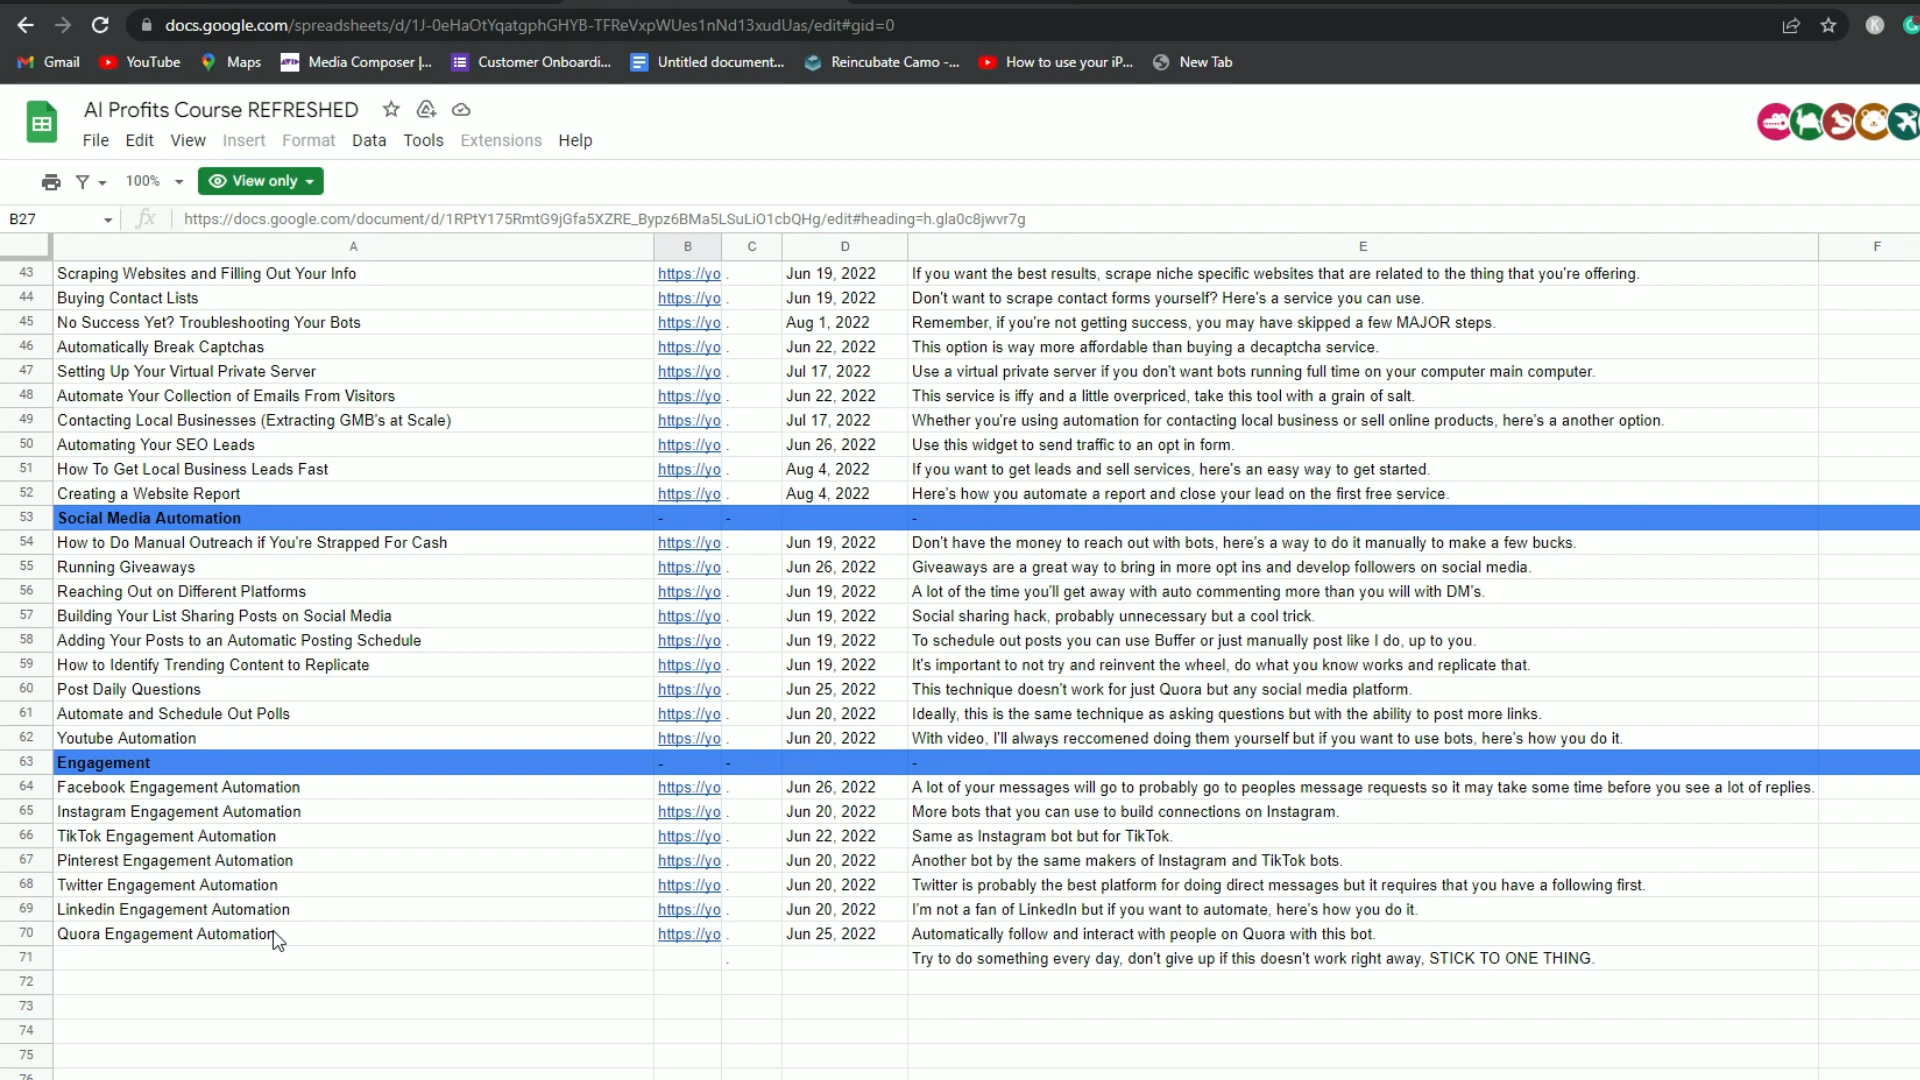 docs.google.com/spreadsheets/d/1J-0eHaOtYqatgphGHYB-TFReVxpWUes1nNd13xudUas/edit#gid=0
K
Gmail YouTube Maps Media Composer |... Customer Onboardi... Untitled document... Reincubate Camo -... How to use your iP... New Tab
AI Profits Course REFRESHED
File Edit View Insert Format Data Tools Extensions Help
100% View only
B27 fx https://docs.google.com/document/d/1RPtY175RmtG9jGfa5XZRE_Bypz6BMa5LSuLiO1cbQHg/edit#heading=h.gla0c8jwvr7g
A B C D E F
43 Scraping Websites and Filling Out Your Info https://yo . Jun 19, 2022 If you want the best results, scrape niche specific websites that are related to the thing that you're offering.
44 Buying Contact Lists https://yo . Jun 19, 2022 Don't want to scrape contact forms yourself? Here's a service you can use.
45 No Success Yet? Troubleshooting Your Bots https://yo . Aug 1, 2022 Remember, if you're not getting success, you may have skipped a few MAJOR steps.
46 Automatically Break Captchas https://yo . Jun 22, 2022 This option is way more affordable than buying a decaptcha service.
47 Setting Up Your Virtual Private Server https://yo . Jul 17, 2022 Use a virtual private server if you don't want bots running full time on your computer main computer.
48 Automate Your Collection of Emails From Visitors https://yo . Jun 22, 2022 This service is iffy and a little overpriced, take this tool with a grain of salt.
49 Contacting Local Businesses (Extracting GMB's at Scale) https://yo . Jul 17, 2022 Whether you're using automation for contacting local business or sell online products, here's a another option.
50 Automating Your SEO Leads https://yo . Jun 26, 2022 Use this widget to send traffic to an opt in form.
51 How To Get Local Business Leads Fast https://yo . Aug 4, 2022 If you want to get leads and sell services, here's an easy way to get started.
52 Creating a Website Report https://yo . Aug 4, 2022 Here's how you automate a report and close your lead on the first free service.
53 Social Media Automation - - -
54 How to Do Manual Outreach if You're Strapped For Cash https://yo . Jun 19, 2022 Don't have the money to reach out with bots, here's a way to do it manually to make a few bucks.
55 Running Giveaways https://yo . Jun 26, 2022 Giveaways are a great way to bring in more opt ins and develop followers on social media.
56 Reaching Out on Different Platforms https://yo . Jun 19, 2022 A lot of the time you'll get away with auto commenting more than you will with DM's.
57 Building Your List Sharing Posts on Social Media https://yo . Jun 19, 2022 Social sharing hack, probably unnecessary but a cool trick.
58 Adding Your Posts to an Automatic Posting Schedule https://yo . Jun 19, 2022 To schedule out posts you can use Buffer or just manually post like I do, up to you.
59 How to Identify Trending Content to Replicate https://yo . Jun 19, 2022 It's important to not try and reinvent the wheel, do what you know works and replicate that.
60 Post Daily Questions https://yo . Jun 25, 2022 This technique doesn't work for just Quora but any social media platform.
61 Automate and Schedule Out Polls https://yo . Jun 20, 2022 Ideally, this is the same technique as asking questions but with the ability to post more links.
62 Youtube Automation https://yo . Jun 20, 2022 With video, I'll always reccomened doing them yourself but if you want to use bots, here's how you do it.
63 Engagement - - -
64 Facebook Engagement Automation https://yo . Jun 26, 2022 A lot of your messages will go to probably go to peoples message requests so it may take some time before you see a lot of replies.
65 Instagram Engagement Automation https://yo . Jun 20, 2022 More bots that you can use to build connections on Instagram.
66 TikTok Engagement Automation https://yo . Jun 22, 2022 Same as Instagram bot but for TikTok.
67 Pinterest Engagement Automation https://yo . Jun 20, 2022 Another bot by the same makers of Instagram and TikTok bots.
68 Twitter Engagement Automation https://yo . Jun 20, 2022 Twitter is probably the best platform for doing direct messages but it requires that you have a following first.
69 Linkedin Engagement Automation https://yo . Jun 20, 2022 I'm not a fan of LinkedIn but if you want to automate, here's how you do it.
70 Quora Engagement Automation https://yo . Jun 25, 2022 Automatically follow and interact with people on Quora with this bot.
71 . Try to do something every day, don't give up if this doesn't work right away, STICK TO ONE THING.
72
73
74
75
76